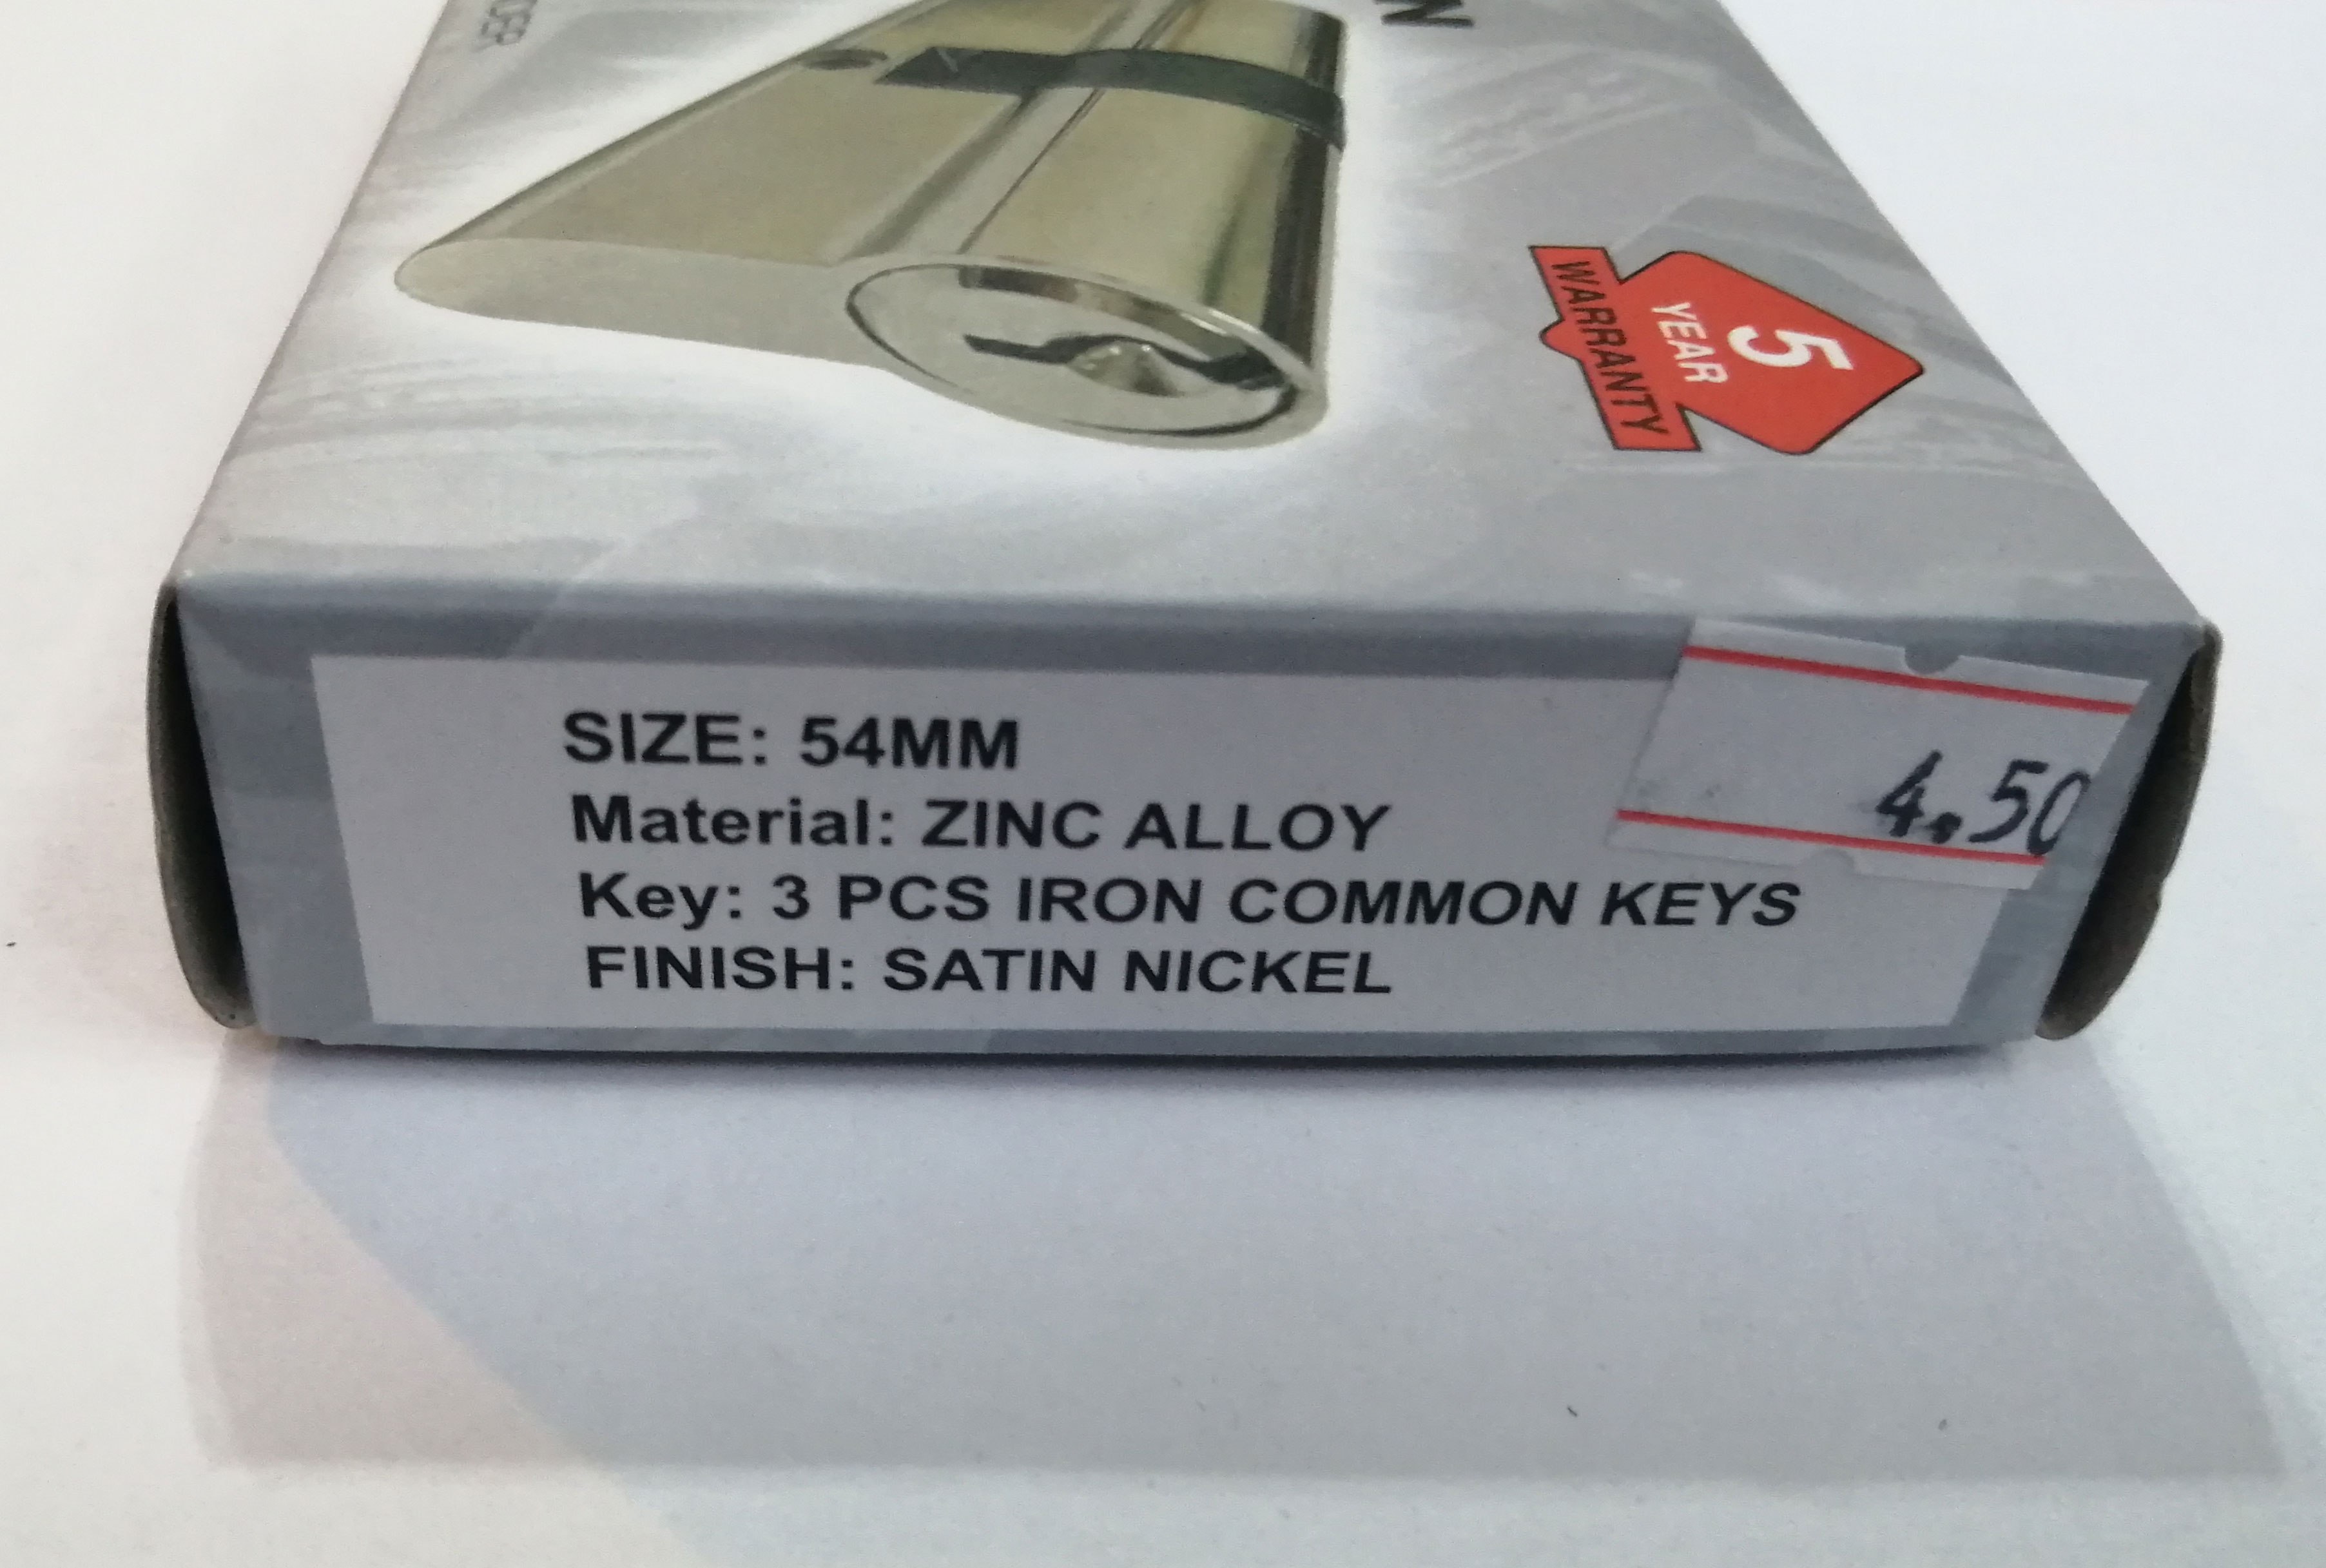 5
YEAR
WARRANTY
4.50
SIZE: 54MM
Material: ZINC ALLOY
Key: 3 PCS IRON COMMON KEYS
FINISH: SATIN NICKEL